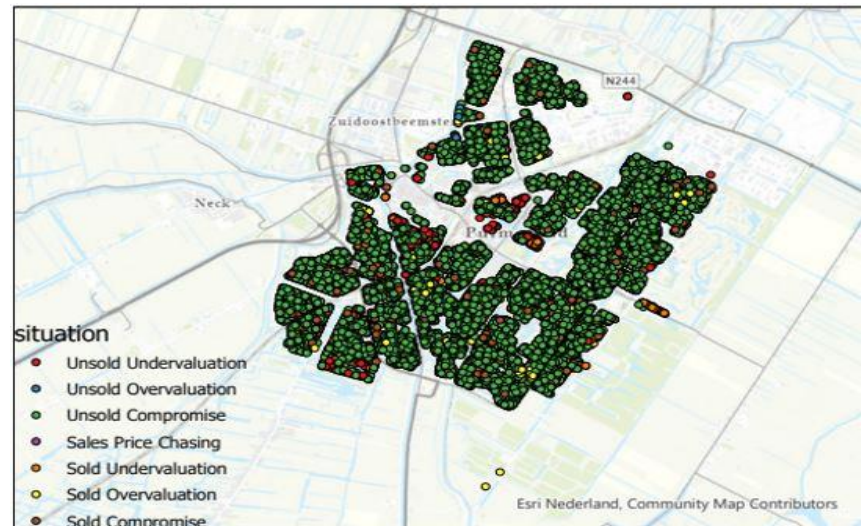 N244
Zuidoostbeemste
Neck
situation
Unsold Undervaluation
Unsold Overvaluation
Unsold Compromise
Sales Price Chasing
Sold Undervaluation
Sold Overvaluation
Sold Compromise
Esri Nederland, Community Map Contributors